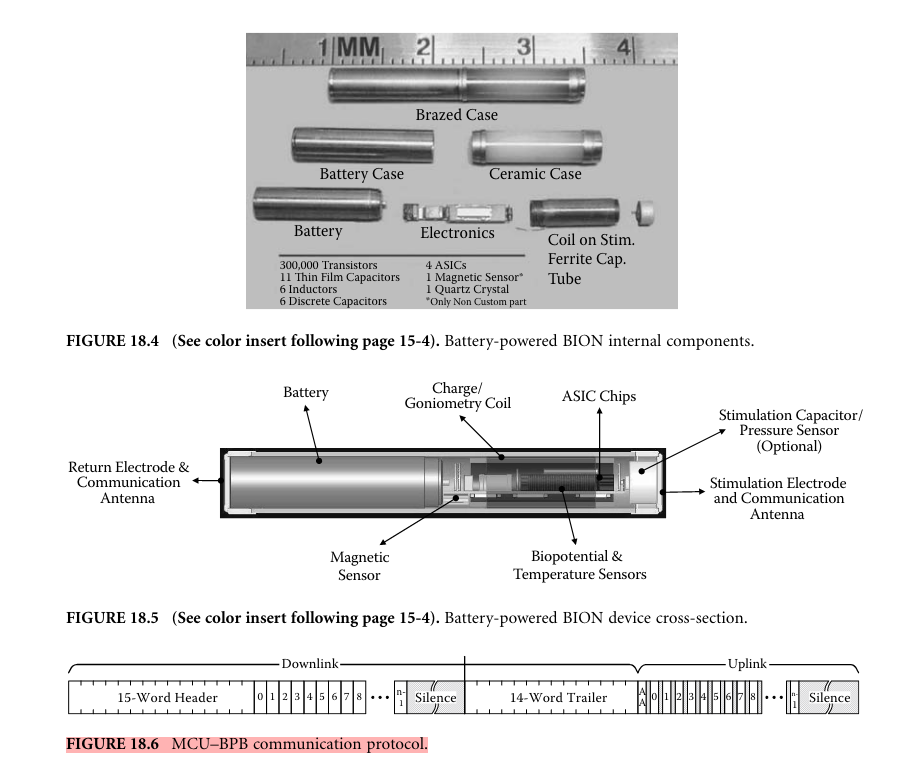 1 MM 2 3 4
Brazed Case
Battery Case
Ceramic Case
Battery
Electronics
Coil on Stim.
Ferrite Cap.
Tube
300,000 Transistors
11 Thin Film Capacitors
6 Inductors
6 Discrete Capacitors
4 ASICs
1 Magnetic Sensor*
1 Quartz Crystal
*Only Non Custom part
FIGURE 18.4 (See color insert following page 15-4). Battery-powered BION internal components.
Battery
Charge/
Goniometry Coil
ASIC Chips
Stimulation Capacitor/
Pressure Sensor
(Optional)
Return Electrode &
Communication
Antenna
Stimulation Electrode
and Communication
Antenna
Magnetic
Sensor
Biopotential &
Temperature Sensors
FIGURE 18.5 (See color insert following page 15-4). Battery-powered BION device cross-section.
Downlink
Uplink
15-Word Header 0 1 2 3 4 5 6 7 8 ••• n-1 Silence 14-Word Trailer A A 0 1 2 3 4 5 6 7 8 ••• n-1 Silence
FIGURE 18.6 MCU–BPB communication protocol.